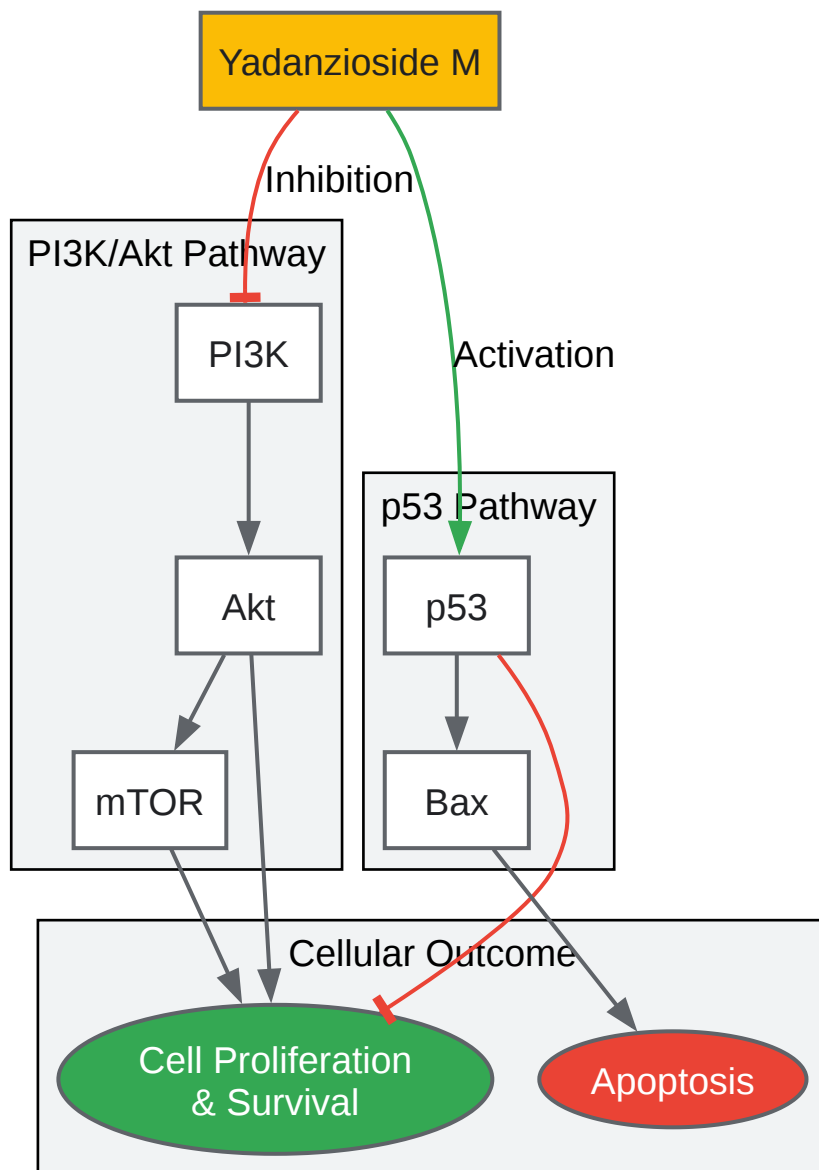 Yadanzioside M
Inhibition
PI3K/Akt Pathway
PI3K
Activation
p53 Pathway
Akt
p53
mTOR
Bax
Cellular Outcome
Cell Proliferation
& Survival
Apoptosis